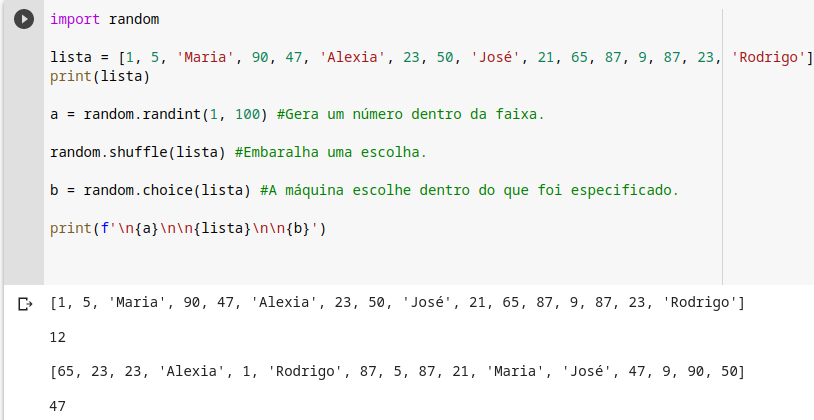 import random
lista = [1, 5, 'Maria', 90, 47, 'Alexia', 23, 50, 'José', 21, 65, 87, 9, 87, 23, 'Rodrigo']
print(lista)
a = random.randint(1, 100) #Gera um número dentro da faixa.
random.shuffle(lista) #Embaralha uma escolha.
b = random.choice(lista) #A máquina escolhe dentro do que foi especificado.
print(f'\n{a}\n\n{lista}\n\n{b}')
[1, 5, 'Maria', 90, 47, 'Alexia', 23, 50, 'José', 21, 65, 87, 9, 87, 23, 'Rodrigo']
12
[65, 23, 23, 'Alexia', 1, 'Rodrigo', 87, 5, 87, 21, 'Maria', 'José', 47, 9, 90, 50]
47